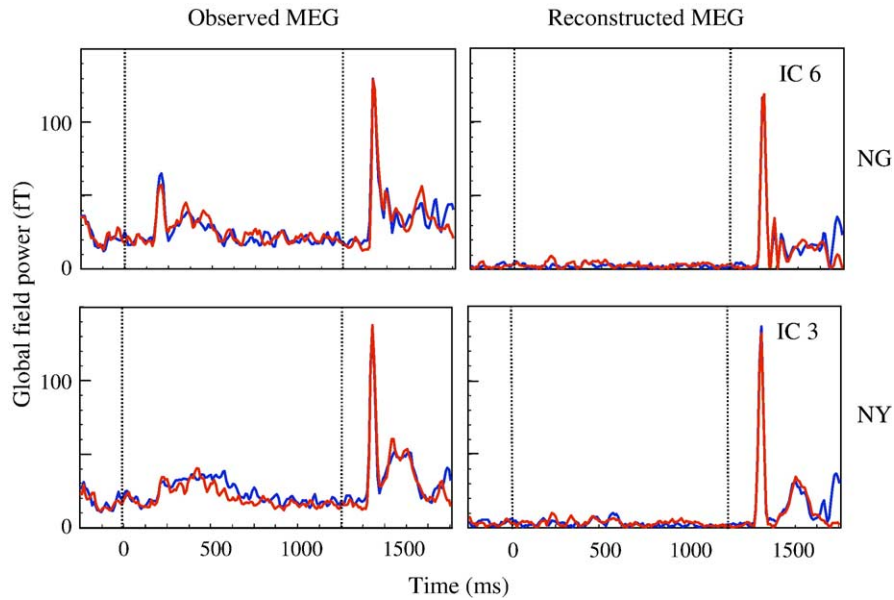 Observed MEG
Reconstructed MEG
100
0
IC 6
NG
Global field power (fT)
100
0
IC 3
NY
0 500 1000 1500
0 500 1000 1500
Time (ms)